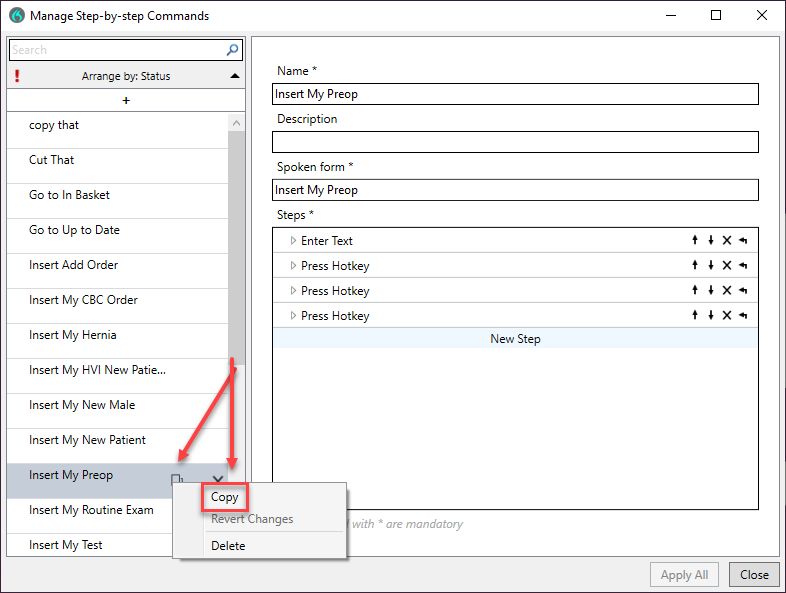 Manage Step-by-step Commands
Search
Arrange by: Status
+
copy that
Cut That
Go to In Basket
Go to Up to Date
Insert Add Order
Insert My CBC Order
Insert My Hernia
Insert My HVI New Patie...
Insert My New Male
Insert My New Patient
Insert My Preop
Insert My Routine Exam
Insert My Test
Copy
Revert Changes
Delete
Name *
Insert My Preop
Description
Spoken form *
Insert My Preop
Steps *
Enter Text
Press Hotkey
Press Hotkey
Press Hotkey
New Step
with * are mandatory
Apply All
Close